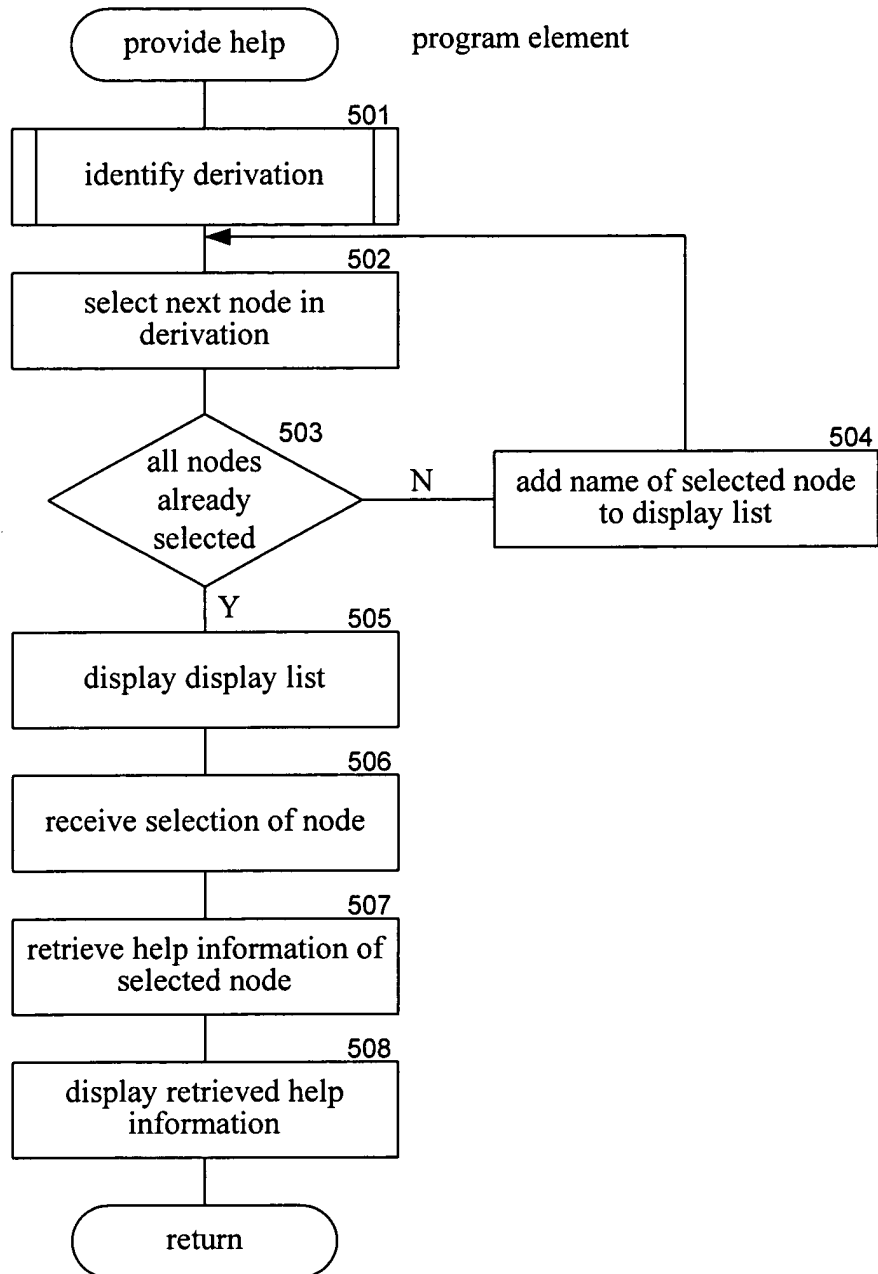 provide help
program element
501
identify derivation
502
select next node in
derivation
503
all nodes
already
selected
N
504
add name of selected node
to display list
Y
505
display display list
506
receive selection of node
507
retrieve help information of
selected node
508
display retrieved help
information
return